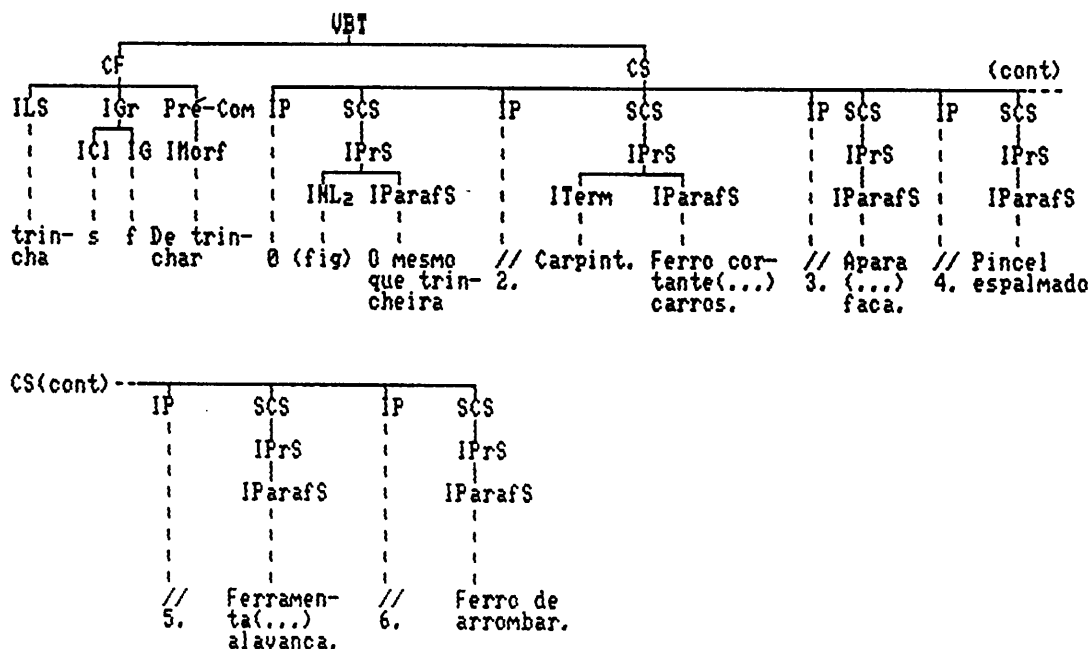 VBT
CF CS (cont)
ILS IGr Pré-Com IP SCS IP SCS IP SCS IP SCS
ICl IG IMorf IPrS IPrS IPrS IPrS
INL2 IParafS ITerm IParafS IParafS IParafS
trin- s f De trin- 0 (fig) O mesmo // Carpint. Ferro cor- // Apara // Pincel
cha char que trin- 2. tante(...) 3. (...) 4. espalmado
cheira carros. faca.
CS(cont)
IP SCS IP SCS
IPrS IPrS
IParafS IParafS
// Ferramen- // Ferro de
5. ta(...) 6. arrombar.
alavanca.